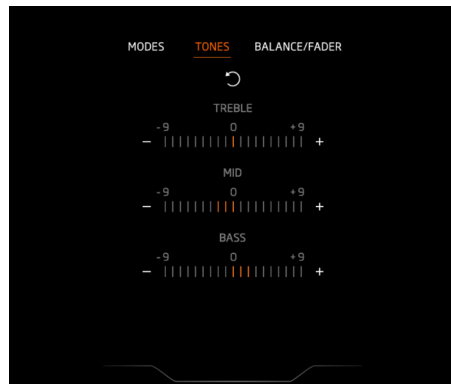 MODES TONES BALANCE/FADER
TREBLE
-9 0 +9
– +
MID
-9 0 +9
– +
BASS
-9 0 +9
– +